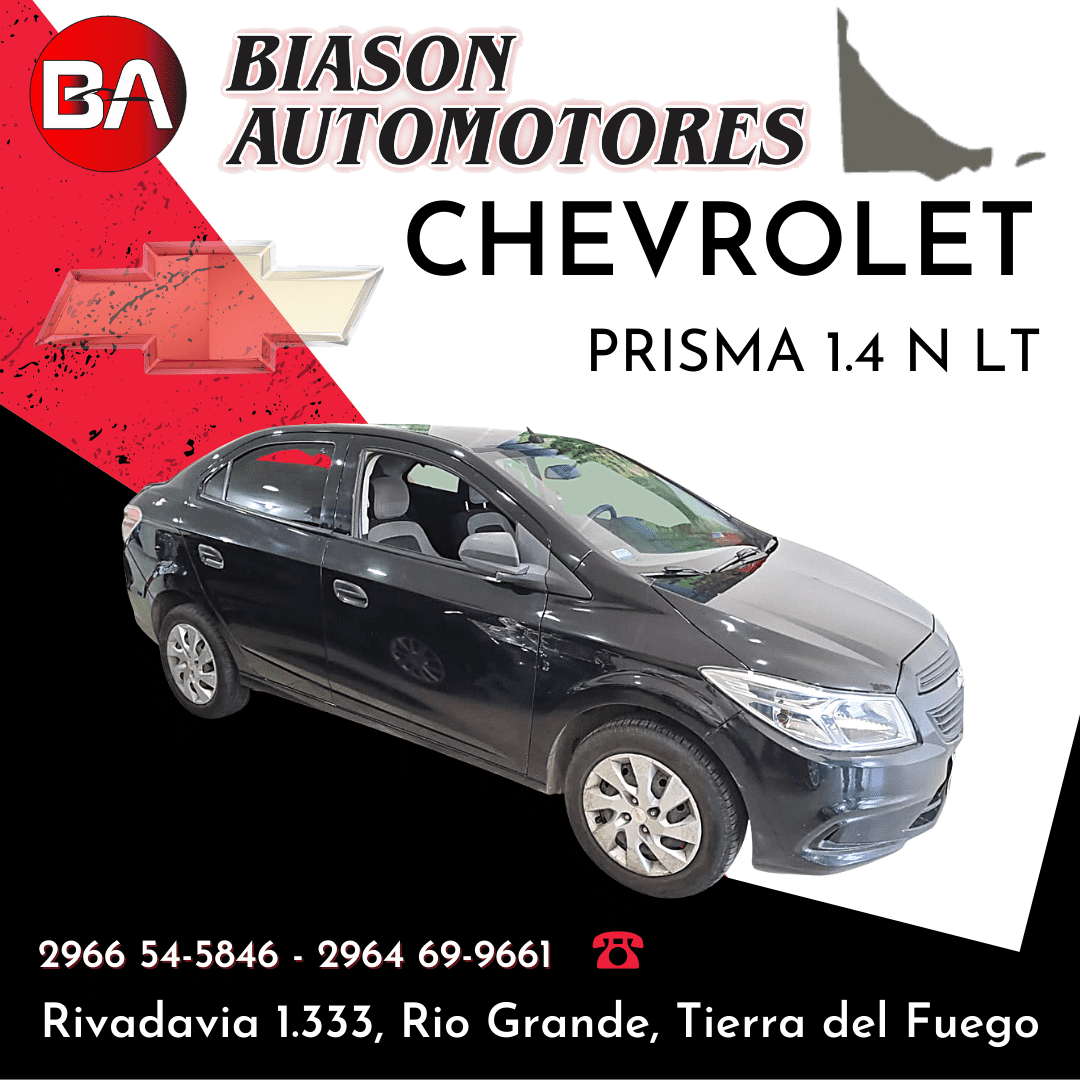 BA
BIASON
AUTOMOTORES
CHEVROLET
PRISMA 1.4 N LT
2966 54-5846 - 2964 69-9661
Rivadavia 1.333, Rio Grande, Tierra del Fuego